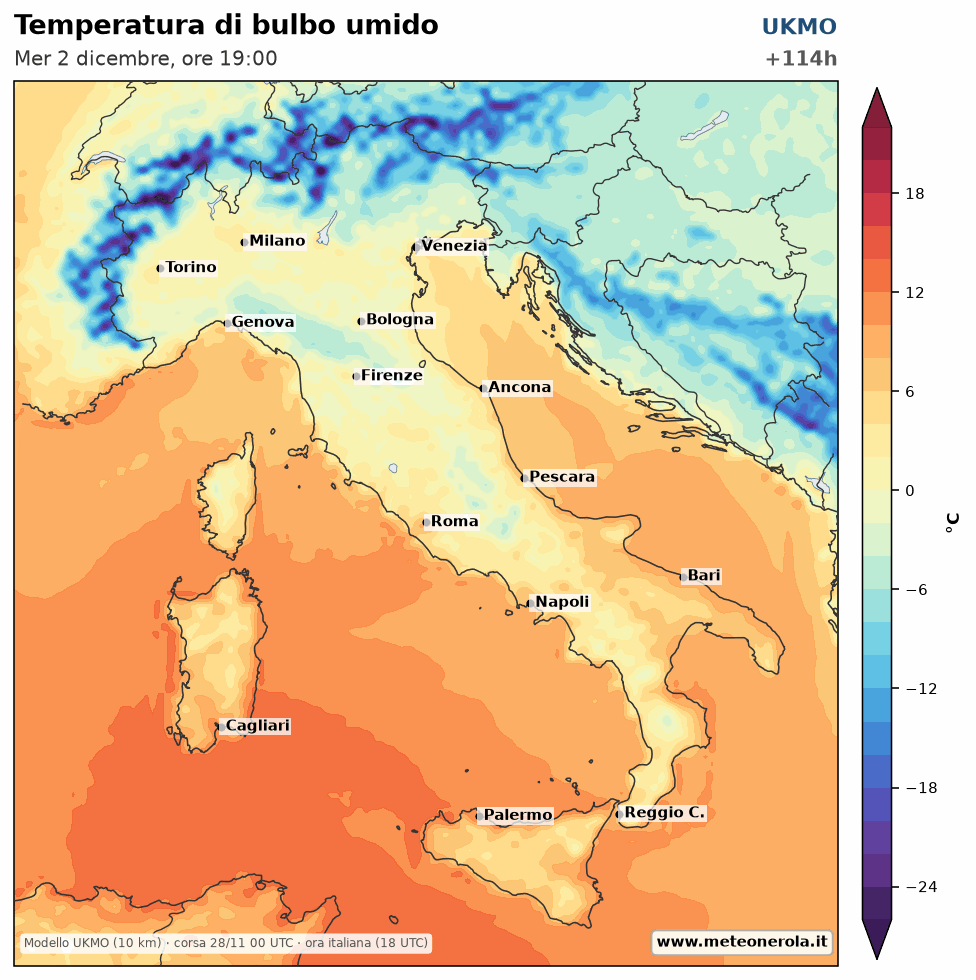 Temperatura di bulbo umido
UKMO
Mer 2 dicembre, ore 19:00
+114h
Milano
Venezia
Torino
Genova
Bologna
Firenze
Ancona
Pescara
Roma
Bari
Napoli
Cagliari
Palermo
Reggio C.
18
12
6
0
−6
−12
−18
−24
°C
Modello UKMO (10 km) · corsa 28/11 00 UTC · ora italiana (18 UTC)
www.meteonerola.it